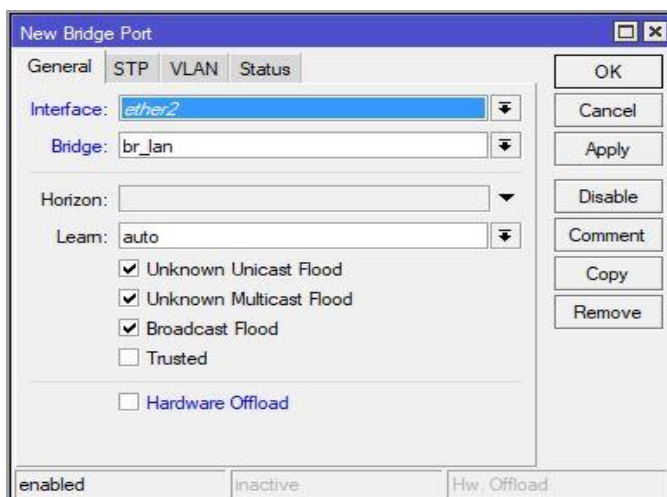 New Bridge Port
General STP VLAN Status
Interface: ether2
Bridge: br_lan
Horizon:
Learn: auto
Unknown Unicast Flood
Unknown Multicast Flood
Broadcast Flood
Trusted
Hardware Offload
OK
Cancel
Apply
Disable
Comment
Copy
Remove
enabled inactive Hw. Offload